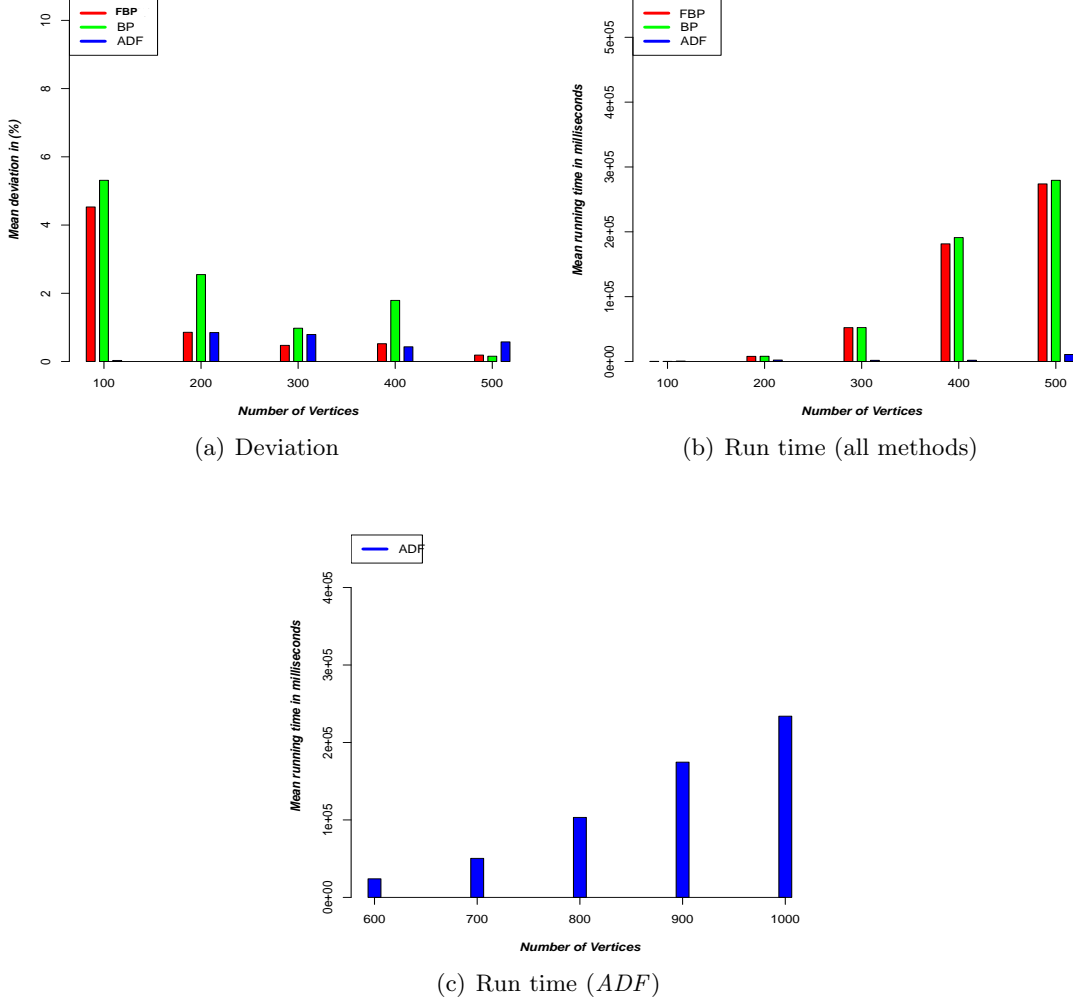 FBP
BP
ADF
10
8
6
4
2
0
Mean deviation in (%)
100 200 300 400 500
Number of Vertices
(a) Deviation
FBP
BP
ADF
5e+05
4e+05
3e+05
2e+05
1e+05
0e+00
Mean running time in milliseconds
100 200 300 400 500
Number of Vertices
(b) Run time (all methods)
ADF
4e+05
3e+05
2e+05
1e+05
0e+00
Mean running time in milliseconds
600 700 800 900 1000
Number of Vertices
(c) Run time (ADF)